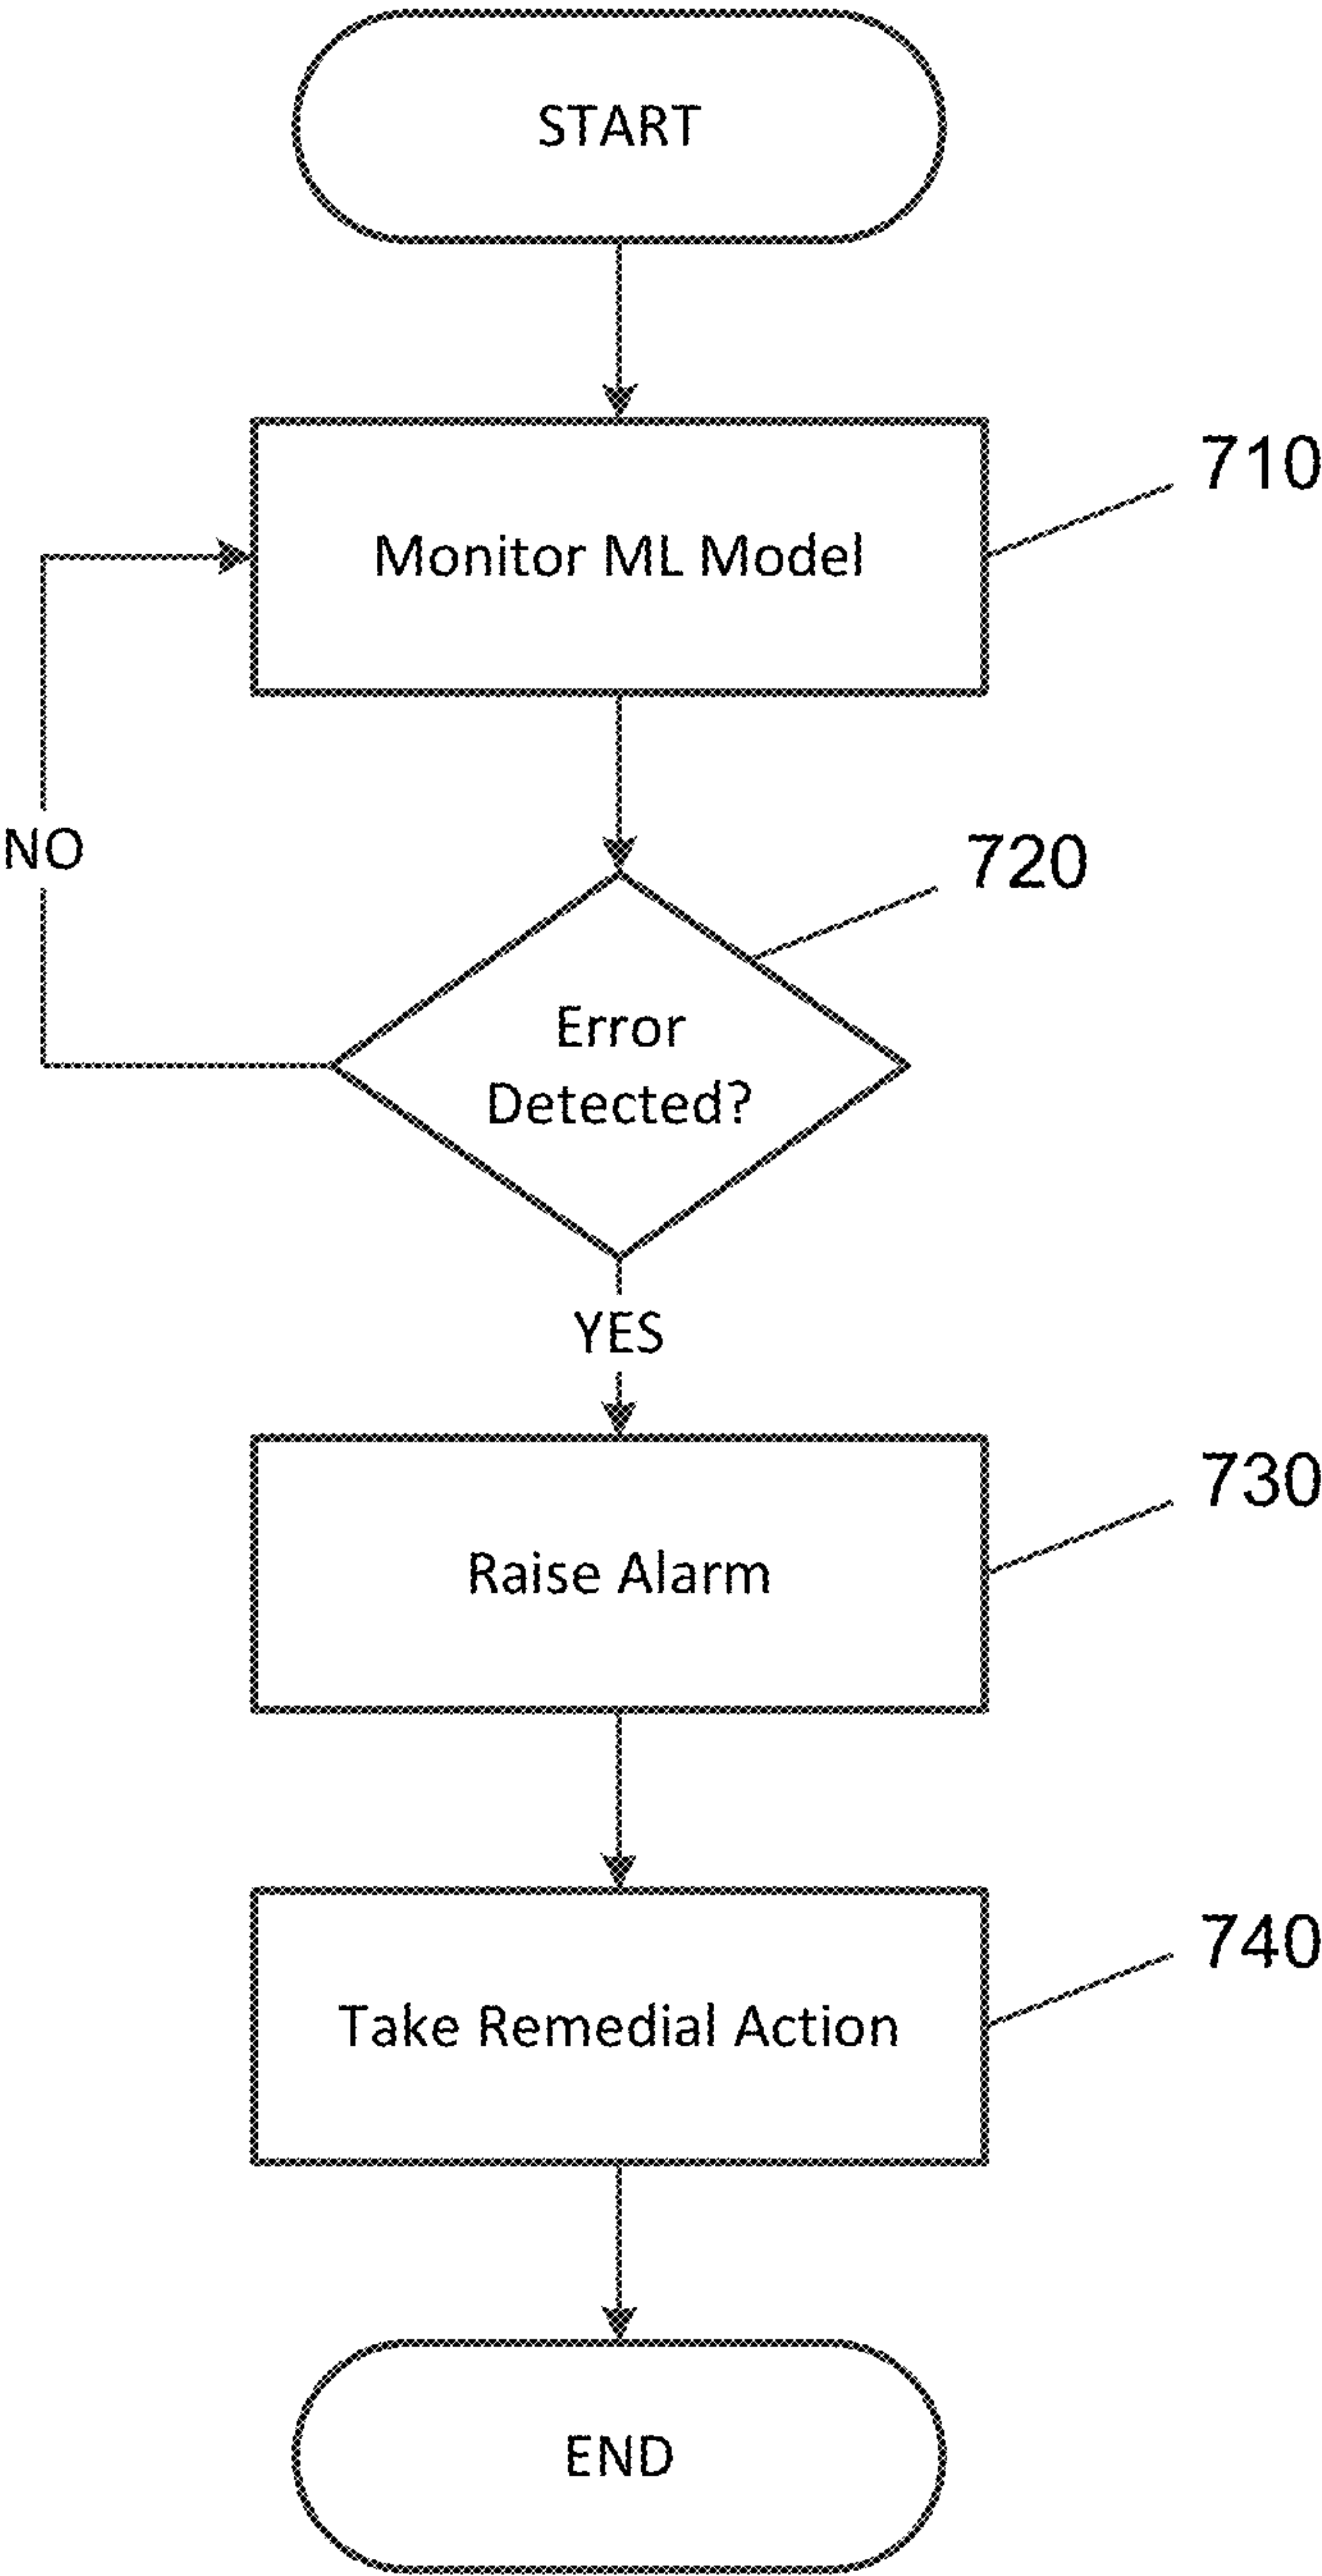 START
710
Monitor ML Model
NO
720
Error
Detected?
YES
730
Raise Alarm
740
Take Remedial Action
END